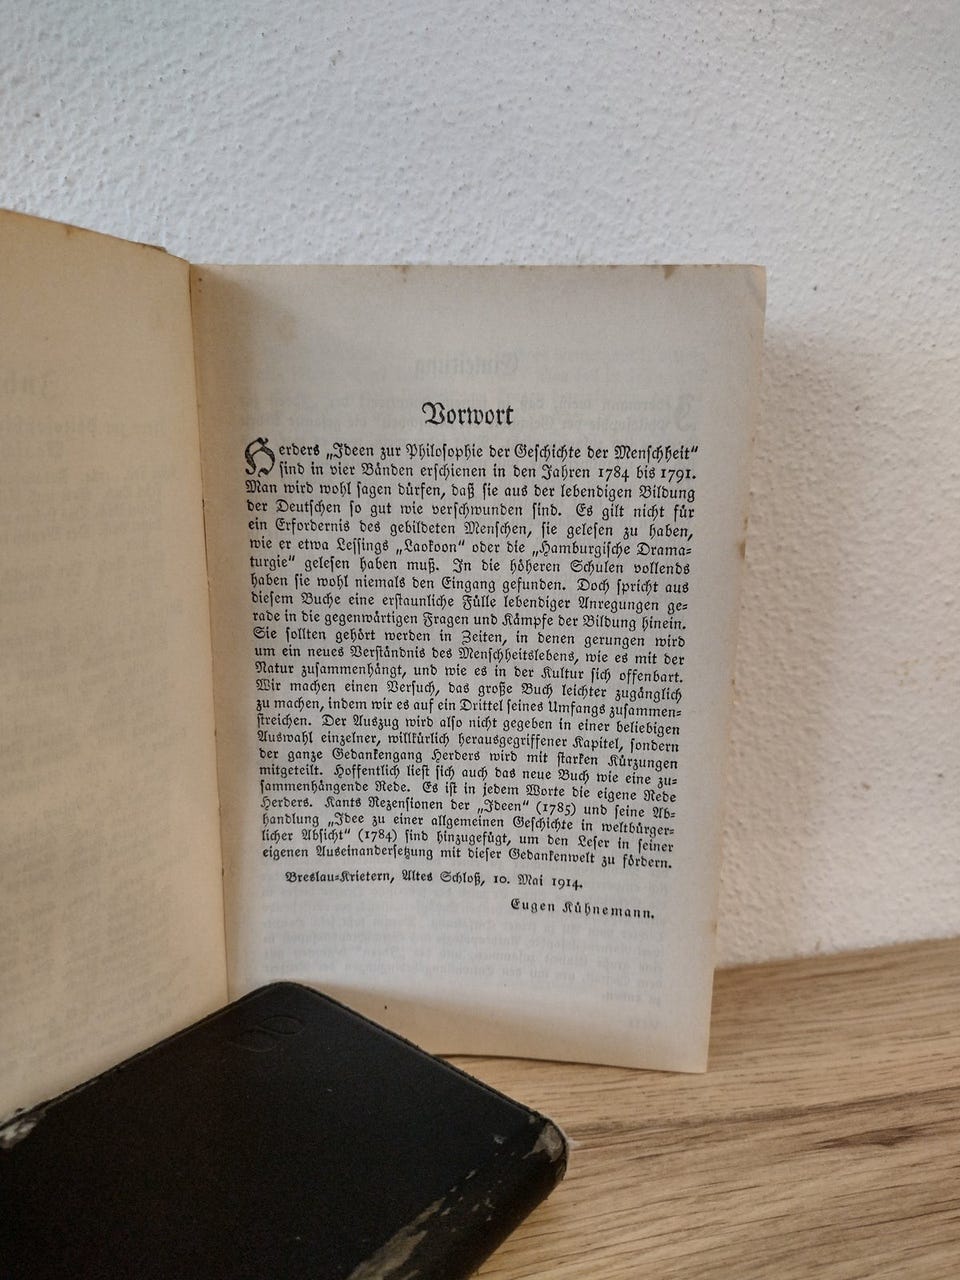 Vorwort
Herders „Ideen zur Philosophie der Geschichte der Menschheit“
sind in vier Bänden erschienen in den Jahren 1784 bis 1791.
Man wird wohl sagen dürfen, daß sie aus der lebendigen Bildung
der Deutschen so gut wie verschwunden sind. Es gilt nicht für
ein Erfordernis des gebildeten Menschen, sie gelesen zu haben,
wie er etwa Lessings „Laokoon“ oder die „Hamburgische Drama-
turgie“ gelesen haben muß. In die höheren Schulen vollends
haben sie wohl niemals den Eingang gefunden. Doch spricht aus
diesem Buche eine erstaunliche Fülle lebendiger Anregungen ge-
rade in die gegenwärtigen Fragen und Kämpfe der Bildung hinein.
Sie sollten gehört werden in Zeiten, in denen gerungen wird
um ein neues Verständnis des Menschheitslebens, wie es mit der
Natur zusammenhängt, und wie es in der Kultur sich offenbart.
Wir machen einen Versuch, das große Buch leichter zugänglich
zu machen, indem wir es auf ein Drittel seines Umfangs zusammen-
streichen. Der Auszug wird also nicht gegeben in einer beliebigen
Auswahl einzelner, willkürlich herausgegriffener Kapitel, sondern
der ganze Gedankengang Herders wird mit starken Kürzungen
mitgeteilt. Hoffentlich liest sich auch das neue Buch wie eine zu-
sammenhängende Rede. Es ist in jedem Worte die eigene Rede
Herders. Kants Rezensionen der „Ideen“ (1785) und seine Ab-
handlung „Idee zu einer allgemeinen Geschichte in weltbürger-
licher Absicht“ (1784) sind hinzugefügt, um den Leser in seiner
eigenen Auseinandersetzung mit dieser Gedankenwelt zu fördern.
Breslau-Krietern, Altes Schloß, 10. Mai 1914.
Eugen Kühnemann.